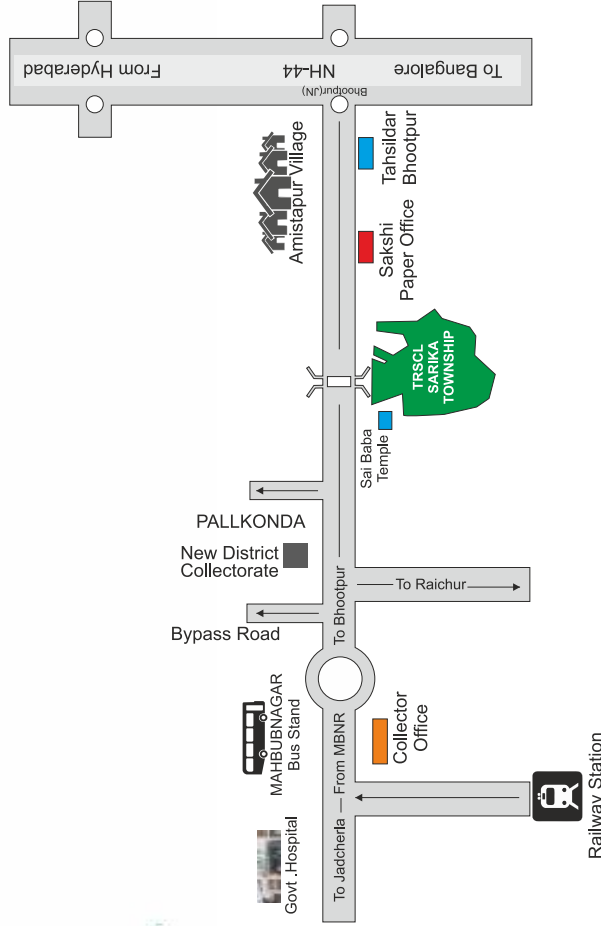 From Hyderabad
NH-44
To Bangalore
Bhootpur(JN)
Amistapur Village
Tahsildar
Bhootpur
Sakshi
Paper Office
TRSCL
SARIKA
TOWNSHIP
Sai Baba
Temple
PALLKONDA
New District
Collectorate
To Bhootpur
To Raichur
Bypass Road
MAHBUBNAGAR
Bus Stand
Collector
Office
To Jadcherla — From MBNR
Govt .Hospital
Railway Station